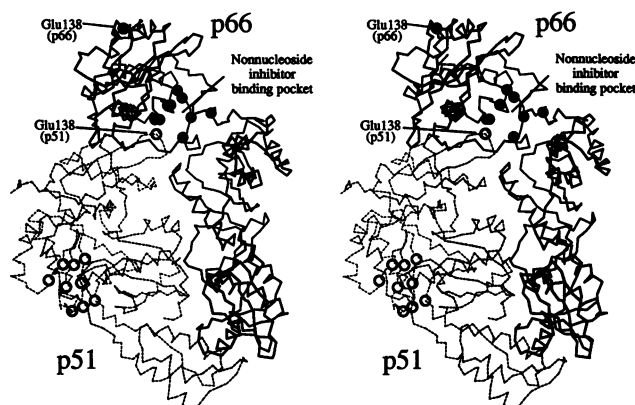 Glu138
(p66)
p66
Nonnucleoside
inhibitor
binding pocket
Glu138
(p51)
p51
Glu138
(p66)
p66
Nonnucleoside
inhibitor
binding pocket
Glu138
(p51)
p51